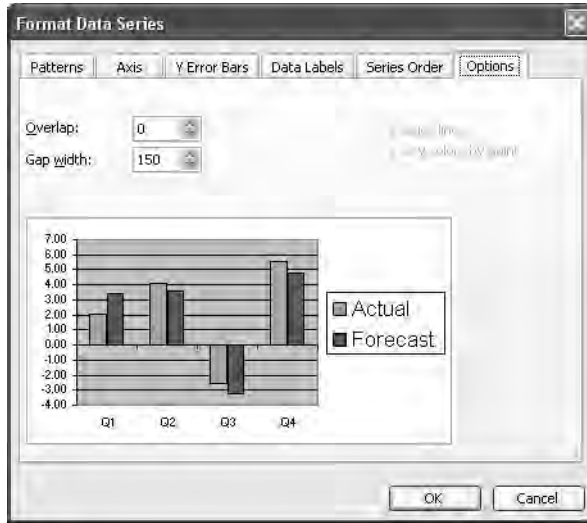 Format Data Series
Patterns Axis Y Error Bars Data Labels Series Order Options
Overlap: 0
Gap width: 150
7.00
6.00
5.00
4.00
3.00
2.00
1.00
0.00
-1.00
-2.00
-3.00
-4.00
Q1 Q2 Q3 Q4
Actual
Forecast
OK Cancel